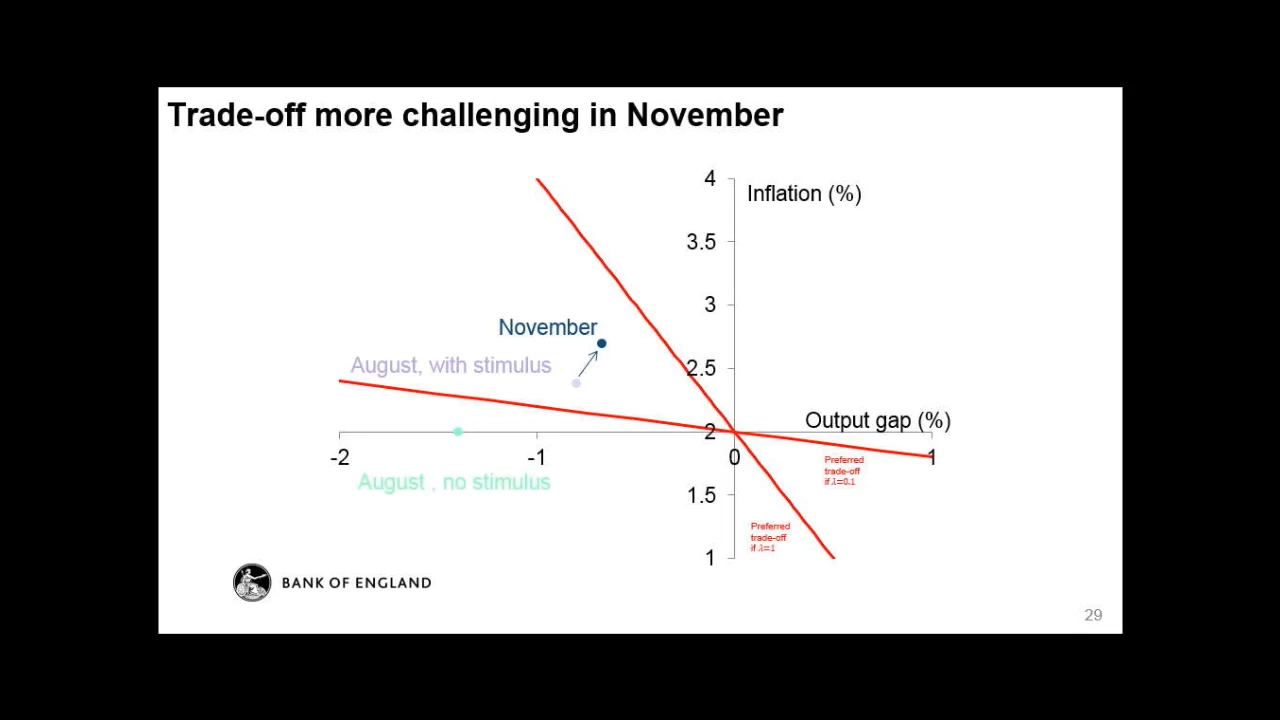 Trade-off more challenging in November
4
Inflation (%)
3.5
3
November
August, with stimulus
2.5
Output gap (%)
2
-2
-1
0
1
Preferred
trade-off
if λ=0.1
August , no stimulus
1.5
Preferred
trade-off
if λ=1
1
BANK OF ENGLAND
29